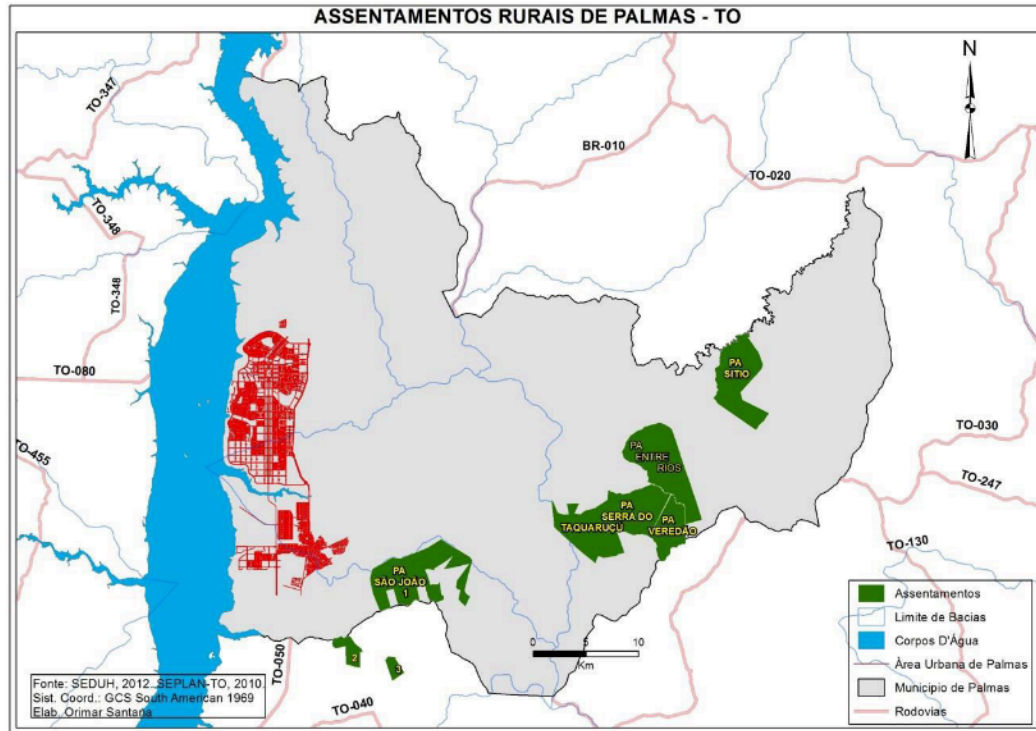 ASSENTAMENTOS RURAIS DE PALMAS - TO
N
TO-347
BR-010
TO-020
TO-348
TO-348
TO-080
PA
SITIO
TO-030
TO-455
PA
ENTRE
RIOS
TO-247
PA
SERRA DO
TAQUARUÇU
PA
VEREDÃO
TO-130
PA
SÃO JOÃO
1
2
3
0 5 10
Km
TO-050
TO-040
Fonte: SEDUH, 2012. SEPLAN-TO, 2010.
Sist. Coord.: GCS South American 1969
Elab. Orimar Santana
Assentamentos
Limite de Bacias
Corpos D'Água
Área Urbana de Palmas
Municipio de Palmas
Rodovias